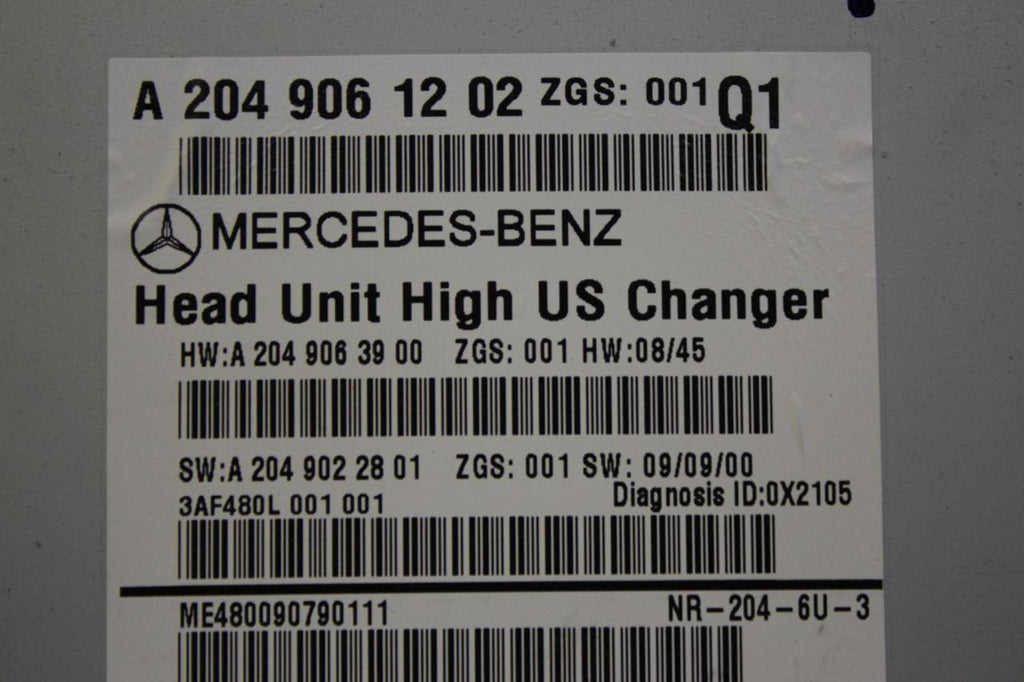 A 204 906 12 02 ZGS: 001 Q1
MERCEDES-BENZ
Head Unit High US Changer
HW:A 204 906 39 00 ZGS: 001 HW:08/45
SW:A 204 902 28 01 ZGS: 001 SW: 09/09/00
3AF480L 001 001 Diagnosis ID:0X2105
ME480090790111 NR-204-6U-3